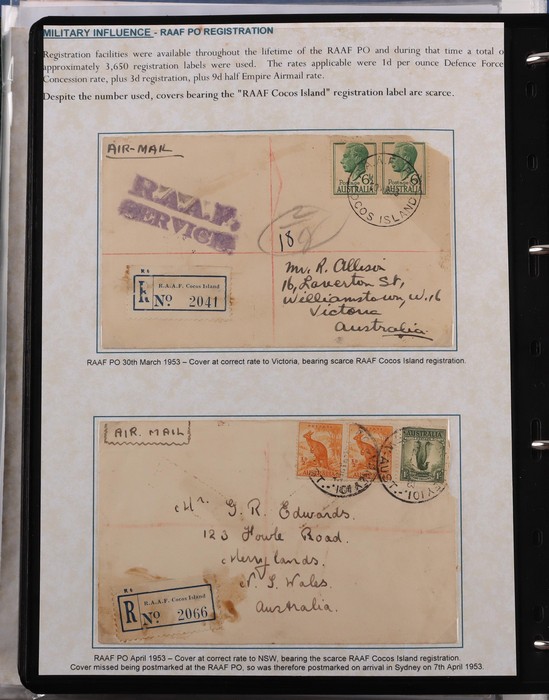 MILITARY INFLUENCE - RAAF PO REGISTRATION
Registration facilities were available throughout the lifetime of the RAAF PO and during that time a total o
approximately 3,650 registration labels were used. The rates applicable were 1d per ounce Defence Force
Concession rate, plus 3d registration, plus 9d half Empire Airmail rate.
Despite the number used, covers bearing the "RAAF Cocos Island" registration label are scarce.
AIR-MAIL
R.A.A.F.
SERVICE.
Postage 6½
AUSTRALIA
Postage 6½
AUSTRALIA
COCOS ISLAND
18
Mr. R. Allison
16, Laverton St,
Williamstown, W.16
Victoria
Australia.
R
R.A.A.F. Cocos Island
No 2041
RAAF PO 30th March 1953 – Cover at correct rate to Victoria, bearing scarce RAAF Cocos Island registration.
AIR. MAIL
AUSTRALIA
Mr. G. R. Edwards.
123 Howle Road.
Merrylands.
N. S. Wales.
Australia.
R
R.A.A.F. Cocos Island
No 2066
RAAF PO April 1953 – Cover at correct rate to NSW, bearing the scarce RAAF Cocos Island registration.
Cover missed being postmarked at the RAAF PO, so was therefore postmarked on arrival in Sydney on 7th April 1953.